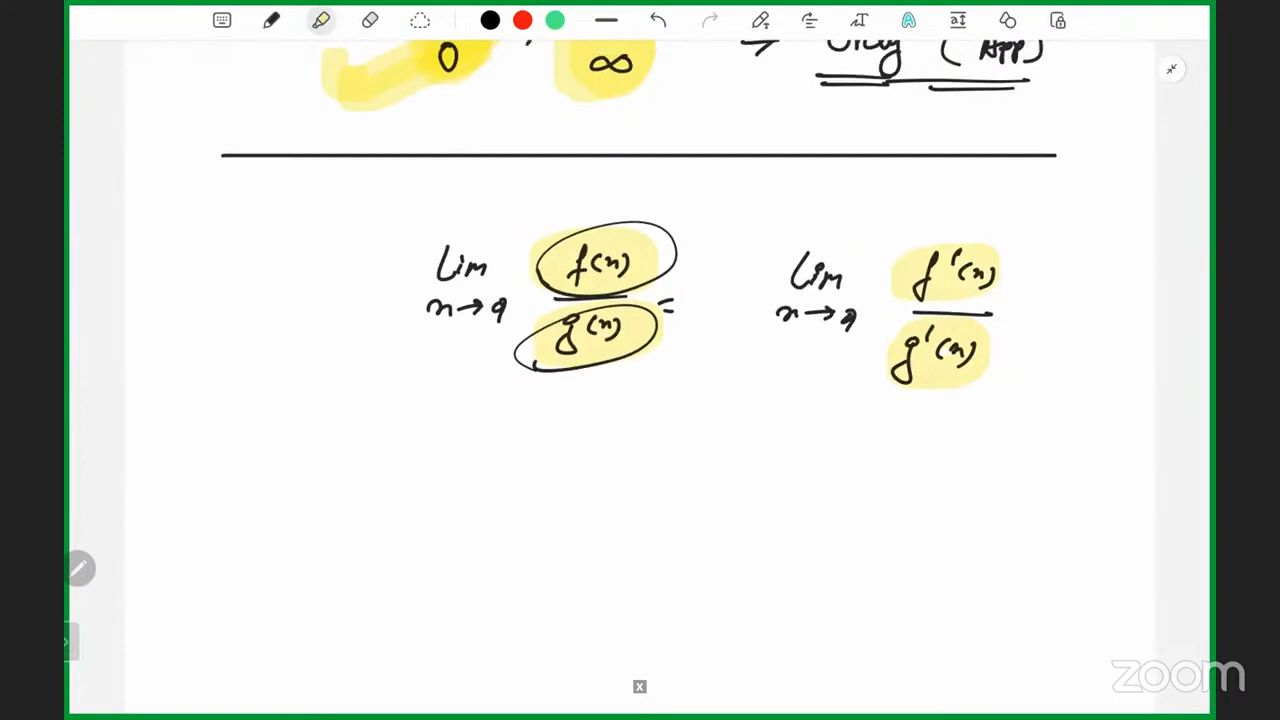 0 , ∞ → Only (App)
Lim f(x) = Lim f'(x)
x→a g(x) x→a g'(x)
x
zoom